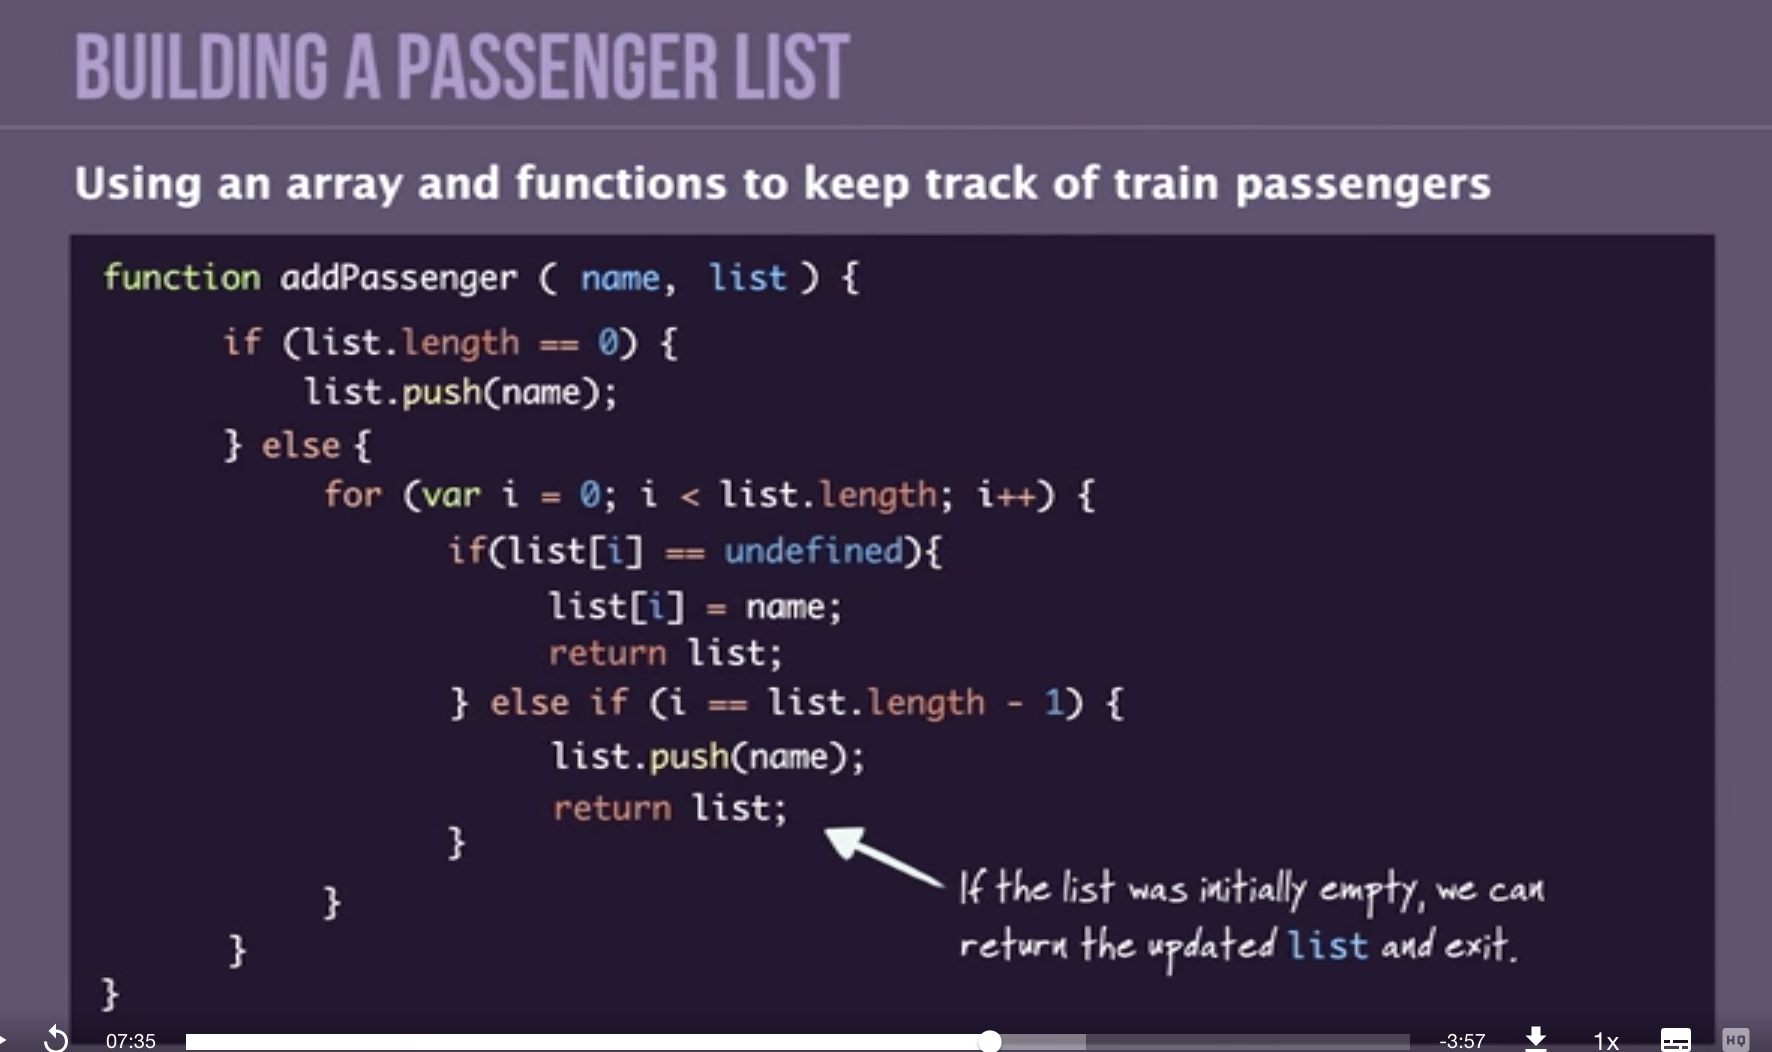 BUILDING A PASSENGER LIST
Using an array and functions to keep track of train passengers
function addPassenger ( name, list ) {
if (list.length == 0) {
list.push(name);
} else {
for (var i = 0; i < list.length; i++) {
if(list[i] == undefined){
list[i] = name;
return list;
} else if (i == list.length - 1) {
list.push(name);
return list;
}
}
}
}
If the list was initially empty, we can
return the updated list and exit.
07:35
-3:57
1x
HQ